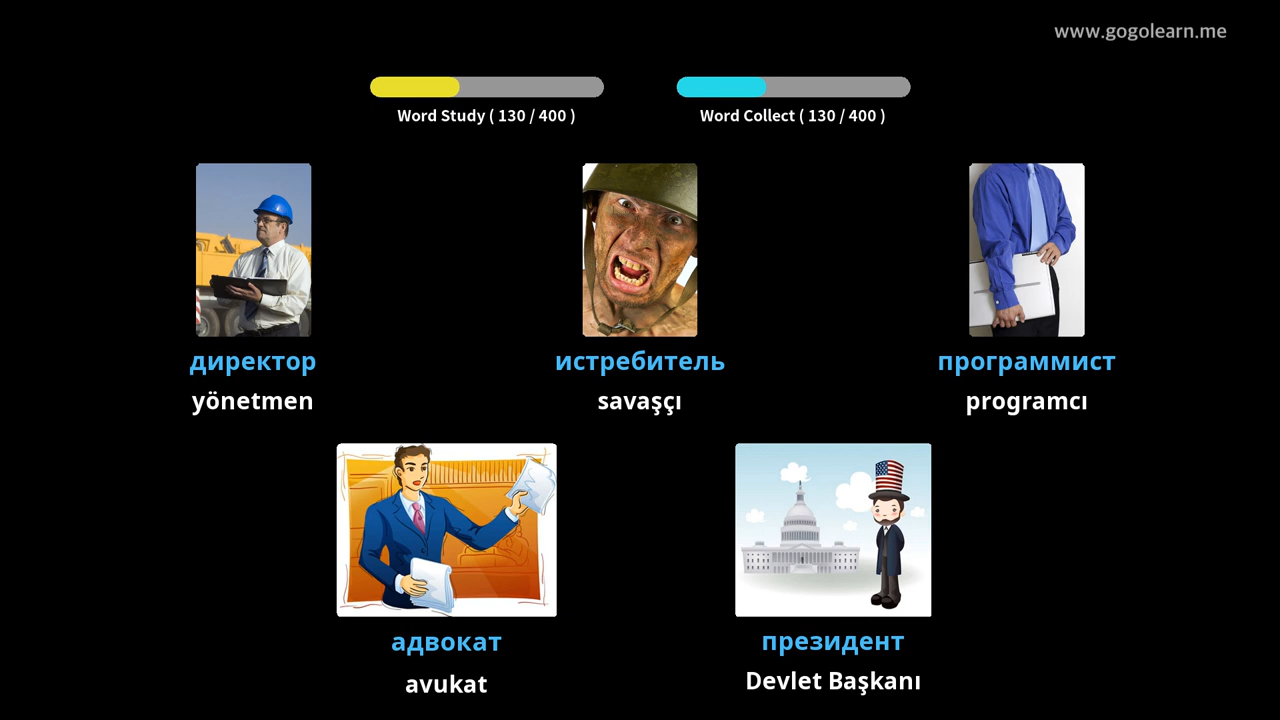 www.gogolearn.me
Word Study ( 130 / 400 )
Word Collect ( 130 / 400 )
директор
yönetmen
истребитель
savaşçı
программист
programcı
адвокат
avukat
президент
Devlet Başkanı